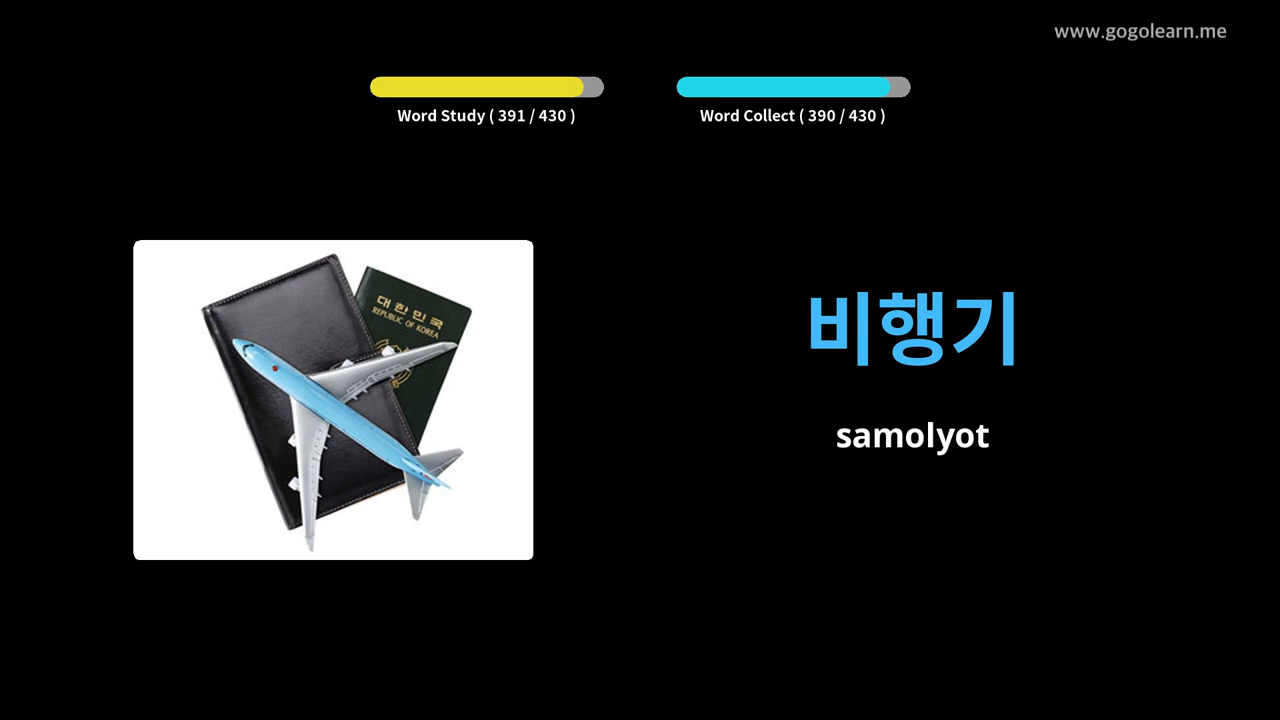 www.gogolearn.me
Word Study ( 391 / 430 )
Word Collect ( 390 / 430 )
대한민국
REPUBLIC OF KOREA
비행기
samolyot